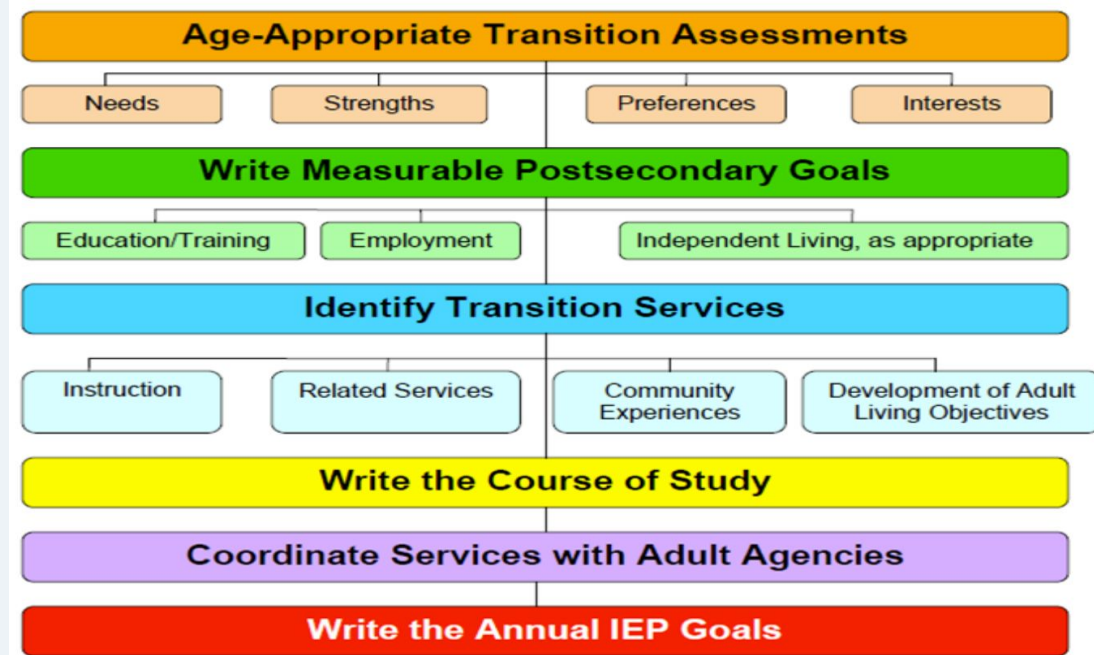 Age-Appropriate Transition Assessments
Needs
Strengths
Preferences
Interests
Write Measurable Postsecondary Goals
Education/Training
Employment
Independent Living, as appropriate
Identify Transition Services
Instruction
Related Services
Community
Experiences
Development of Adult
Living Objectives
Write the Course of Study
Coordinate Services with Adult Agencies
Write the Annual IEP Goals